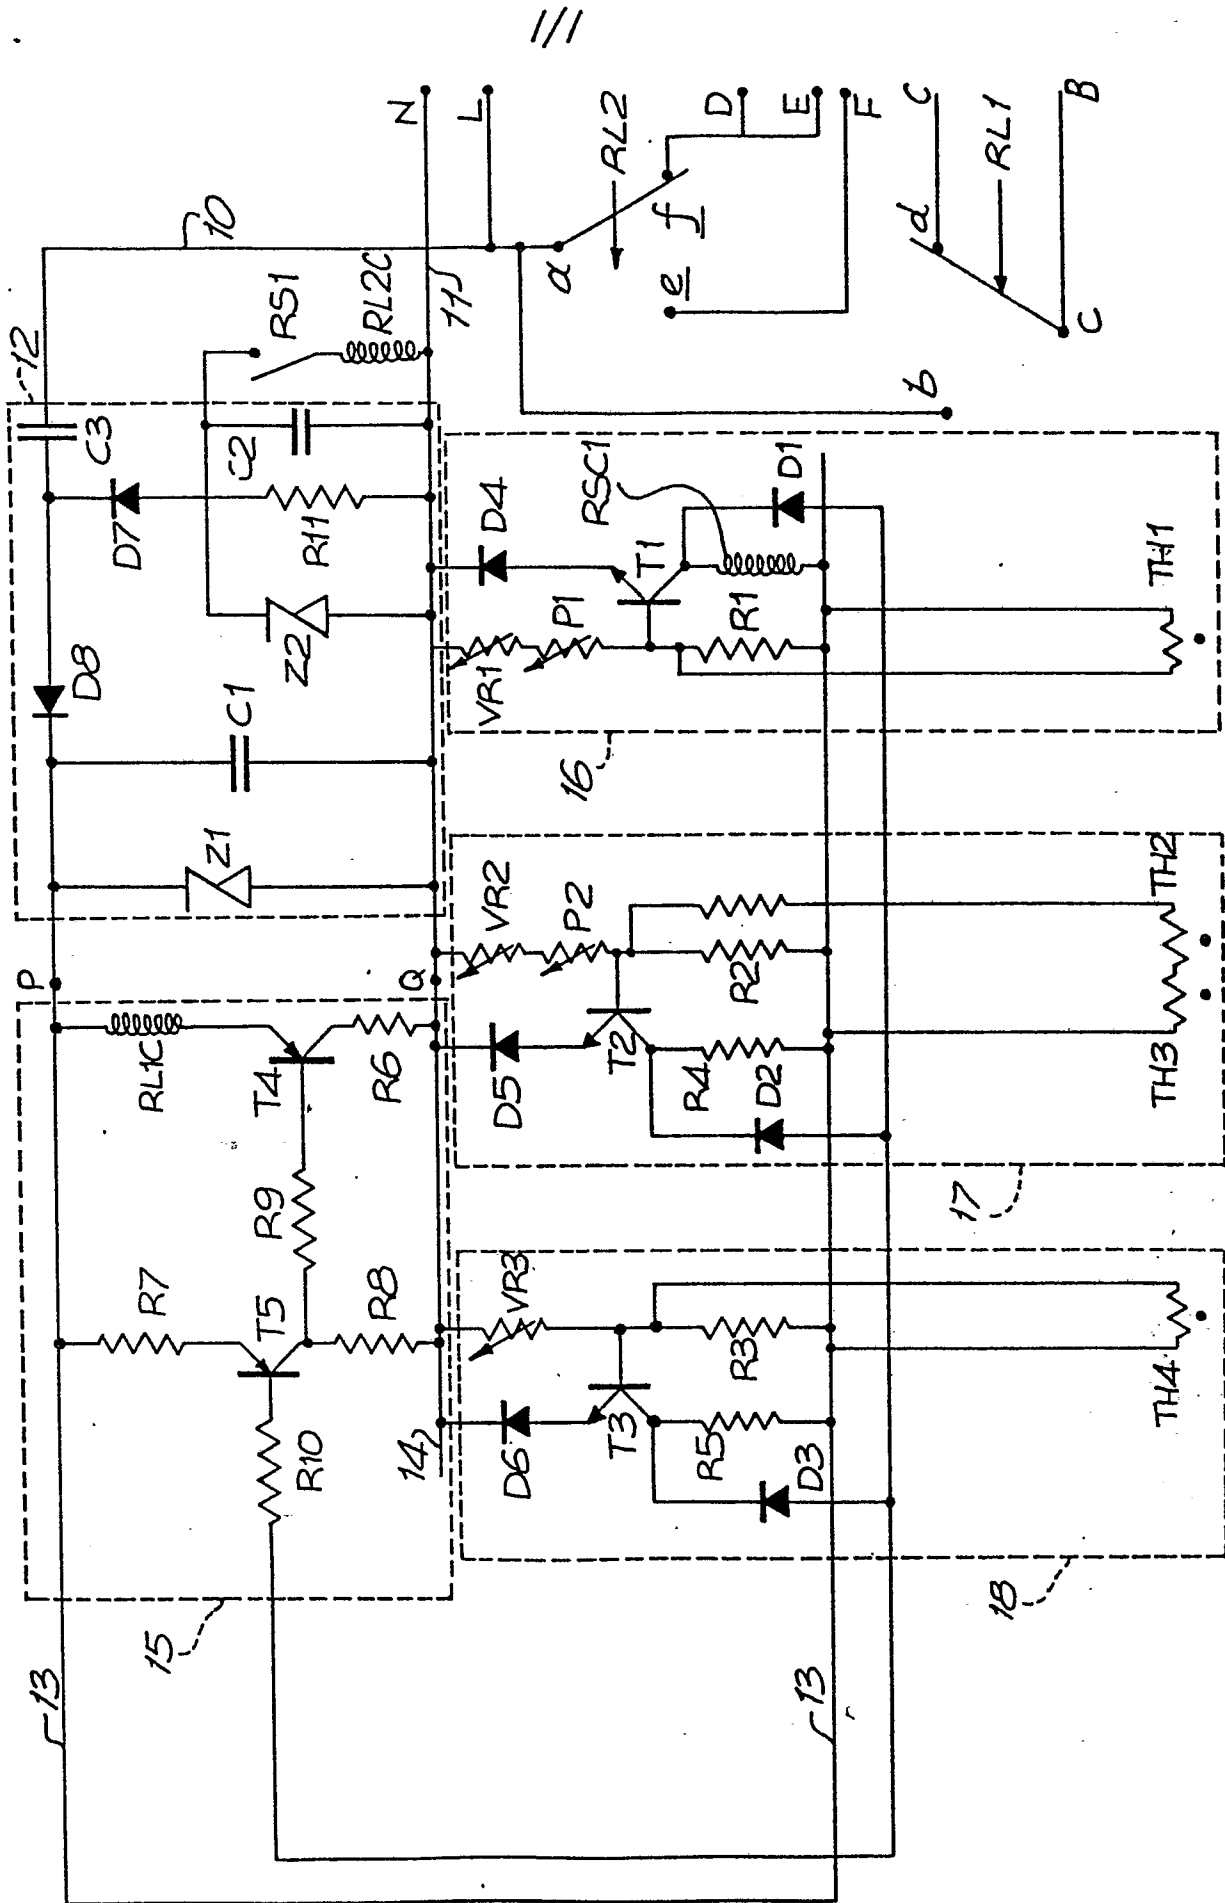 1/1
N
L
D
E
F
C
B
RL2
RL1
10
11
12
a
f
e
d
c
b
RS1
RL2C
C3
C2
D7
R11
Z2
D8
C1
Z1
P
Q
RL1C
T4
R6
R9
R7
T5
R8
R10
14
15
13
13
D4
RSC1
D1
T1
P1
VR1
R1
TH1
16
VR2
P2
D5
T2
R2
R4
D2
TH2
TH3
17
VR3
D6
T3
R3
R5
D3
TH4
18